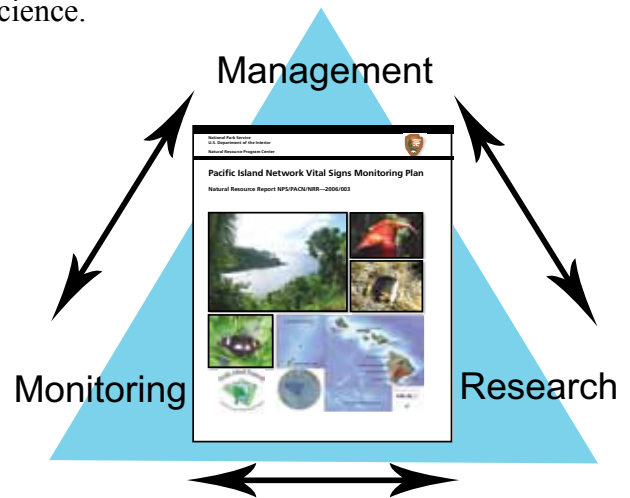 cience.
Management
National Park Service
U.S. Department of the Interior
Natural Resource Program Center
Pacific Island Network Vital Signs Monitoring Plan
Natural Resource Report NPS/PACN/NRR—2006/003
Monitoring
Research